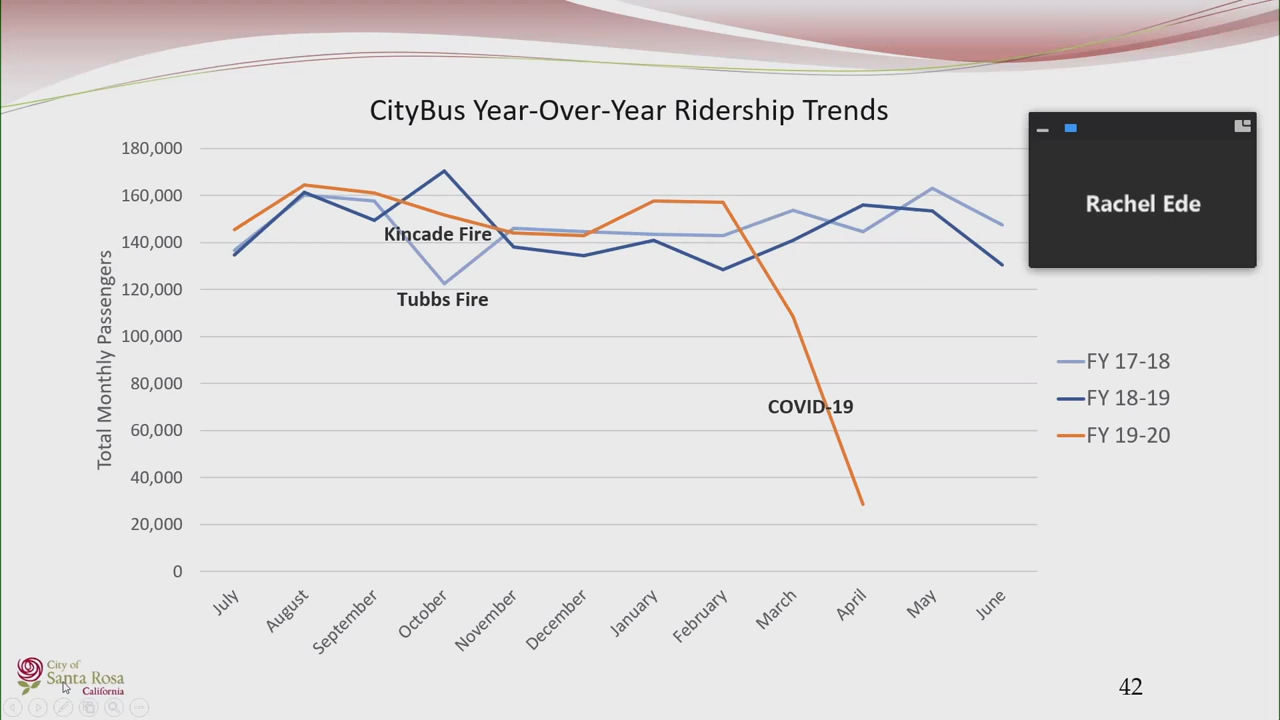 CityBus Year-Over-Year Ridership Trends
180,000
160,000
140,000
120,000
100,000
80,000
60,000
40,000
20,000
0
Total Monthly Passengers
Kincade Fire
Tubbs Fire
COVID-19
July
August
September
October
November
December
January
February
March
April
May
June
Rachel Ede
FY 17-18
FY 18-19
FY 19-20
City of
Santa Rosa
California
42